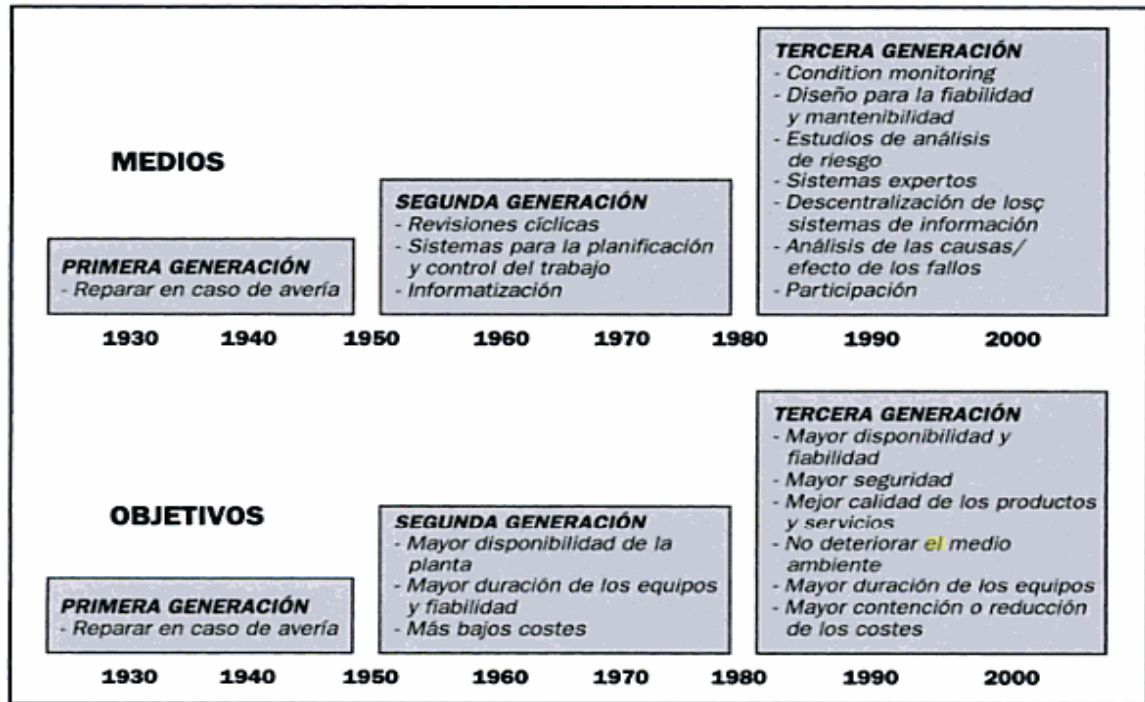 MEDIOS
PRIMERA GENERACIÓN
- Reparar en caso de avería
SEGUNDA GENERACIÓN
- Revisiones cíclicas
- Sistemas para la planificación
y control del trabajo
- Informatización
TERCERA GENERACIÓN
- Condition monitoring
- Diseño para la fiabilidad
y mantenibilidad
- Estudios de análisis
de riesgo
- Sistemas expertos
- Descentralización de losç
sistemas de información
- Análisis de las causas/
efecto de los fallos
- Participación
1930 1940 1950 1960 1970 1980 1990 2000
OBJETIVOS
PRIMERA GENERACIÓN
- Reparar en caso de avería
SEGUNDA GENERACIÓN
- Mayor disponibilidad de la
planta
- Mayor duración de los equipos
y fiabilidad
- Más bajos costes
TERCERA GENERACIÓN
- Mayor disponibilidad y
fiabilidad
- Mayor seguridad
- Mejor calidad de los productos
y servicios
- No deteriorar el medio
ambiente
- Mayor duración de los equipos
- Mayor contención o reducción
de los costes
1930 1940 1950 1960 1970 1980 1990 2000